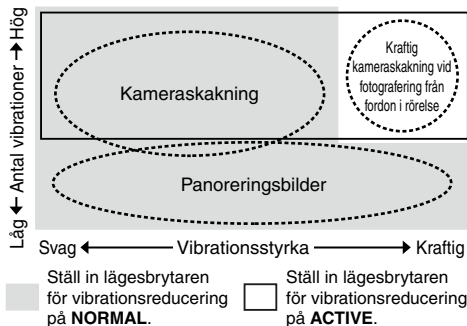 Låg ← Antal vibrationer → Hög
Kameraskakning
Kraftig
kameraskakning vid
fotografering från
fordon i rörelse
Panoreringsbilder
Svag ← Vibrationsstyrka → Kraftig
Ställ in lägesbrytaren
för vibrationsreducering
på NORMAL.
Ställ in lägesbrytaren
för vibrationsreducering
på ACTIVE.